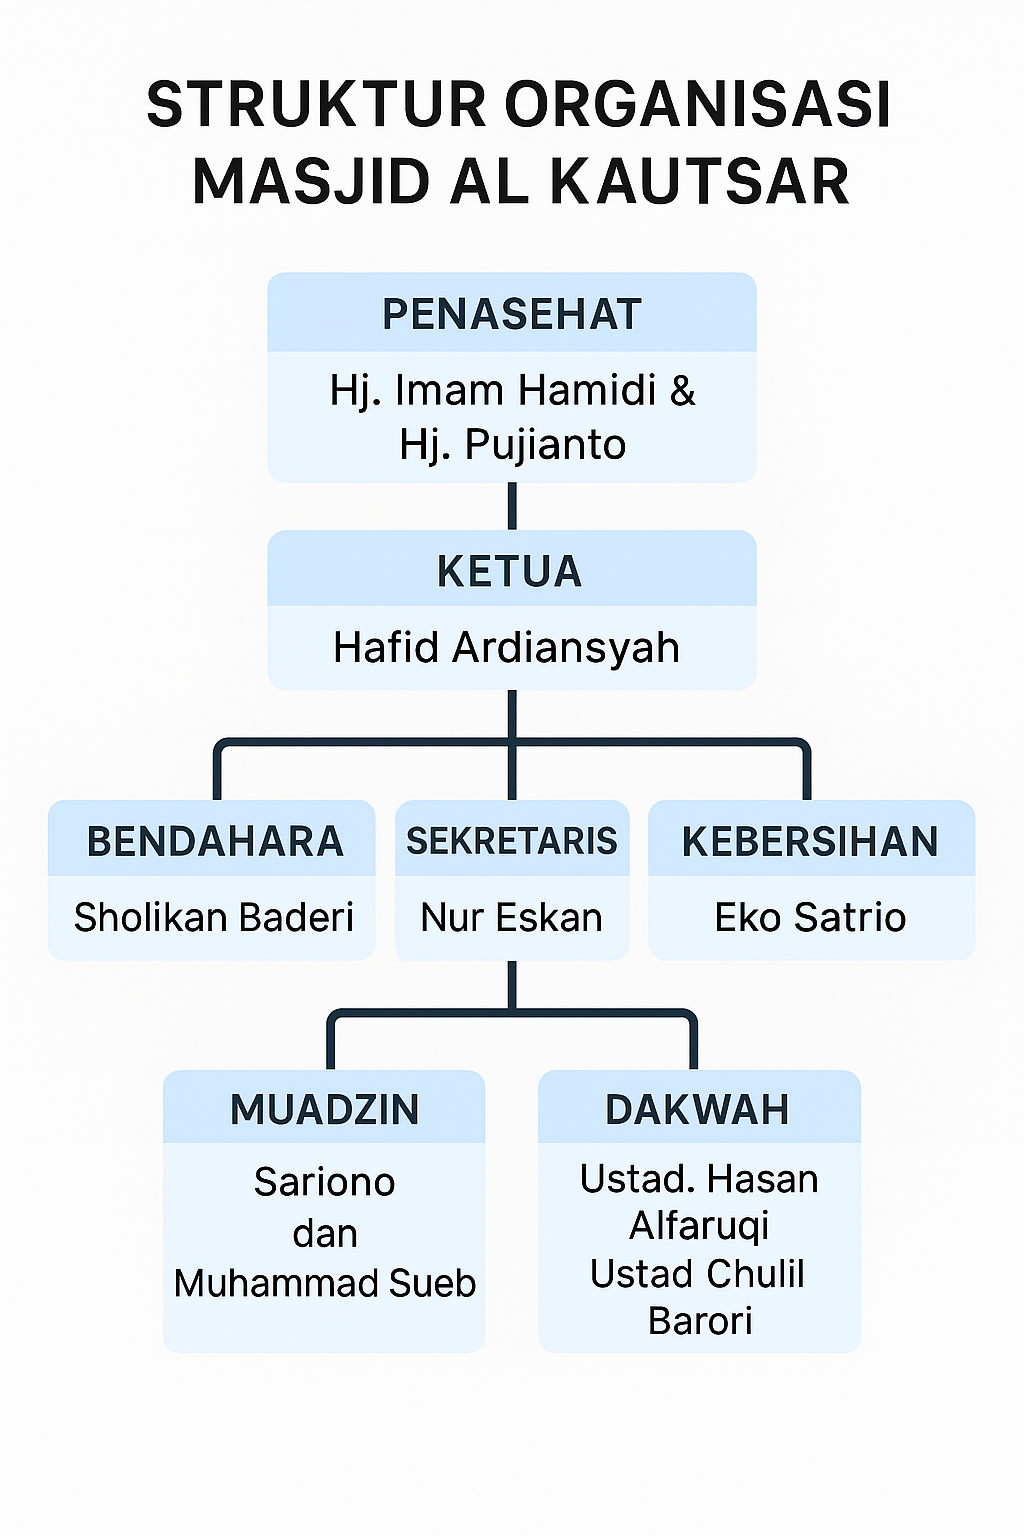 STRUKTUR ORGANISASI
MASJID AL KAUTSAR
PENASEHAT
Hj. Imam Hamidi &
Hj. Pujianto
KETUA
Hafid Ardiansyah
BENDAHARA
Sholikan Baderi
SEKRETARIS
Nur Eskan
KEBERSIHAN
Eko Satrio
MUADZIN
Sariono
dan
Muhammad Sueb
DAKWAH
Ustad. Hasan
Alfaruqi
Ustad Chulil
Barori